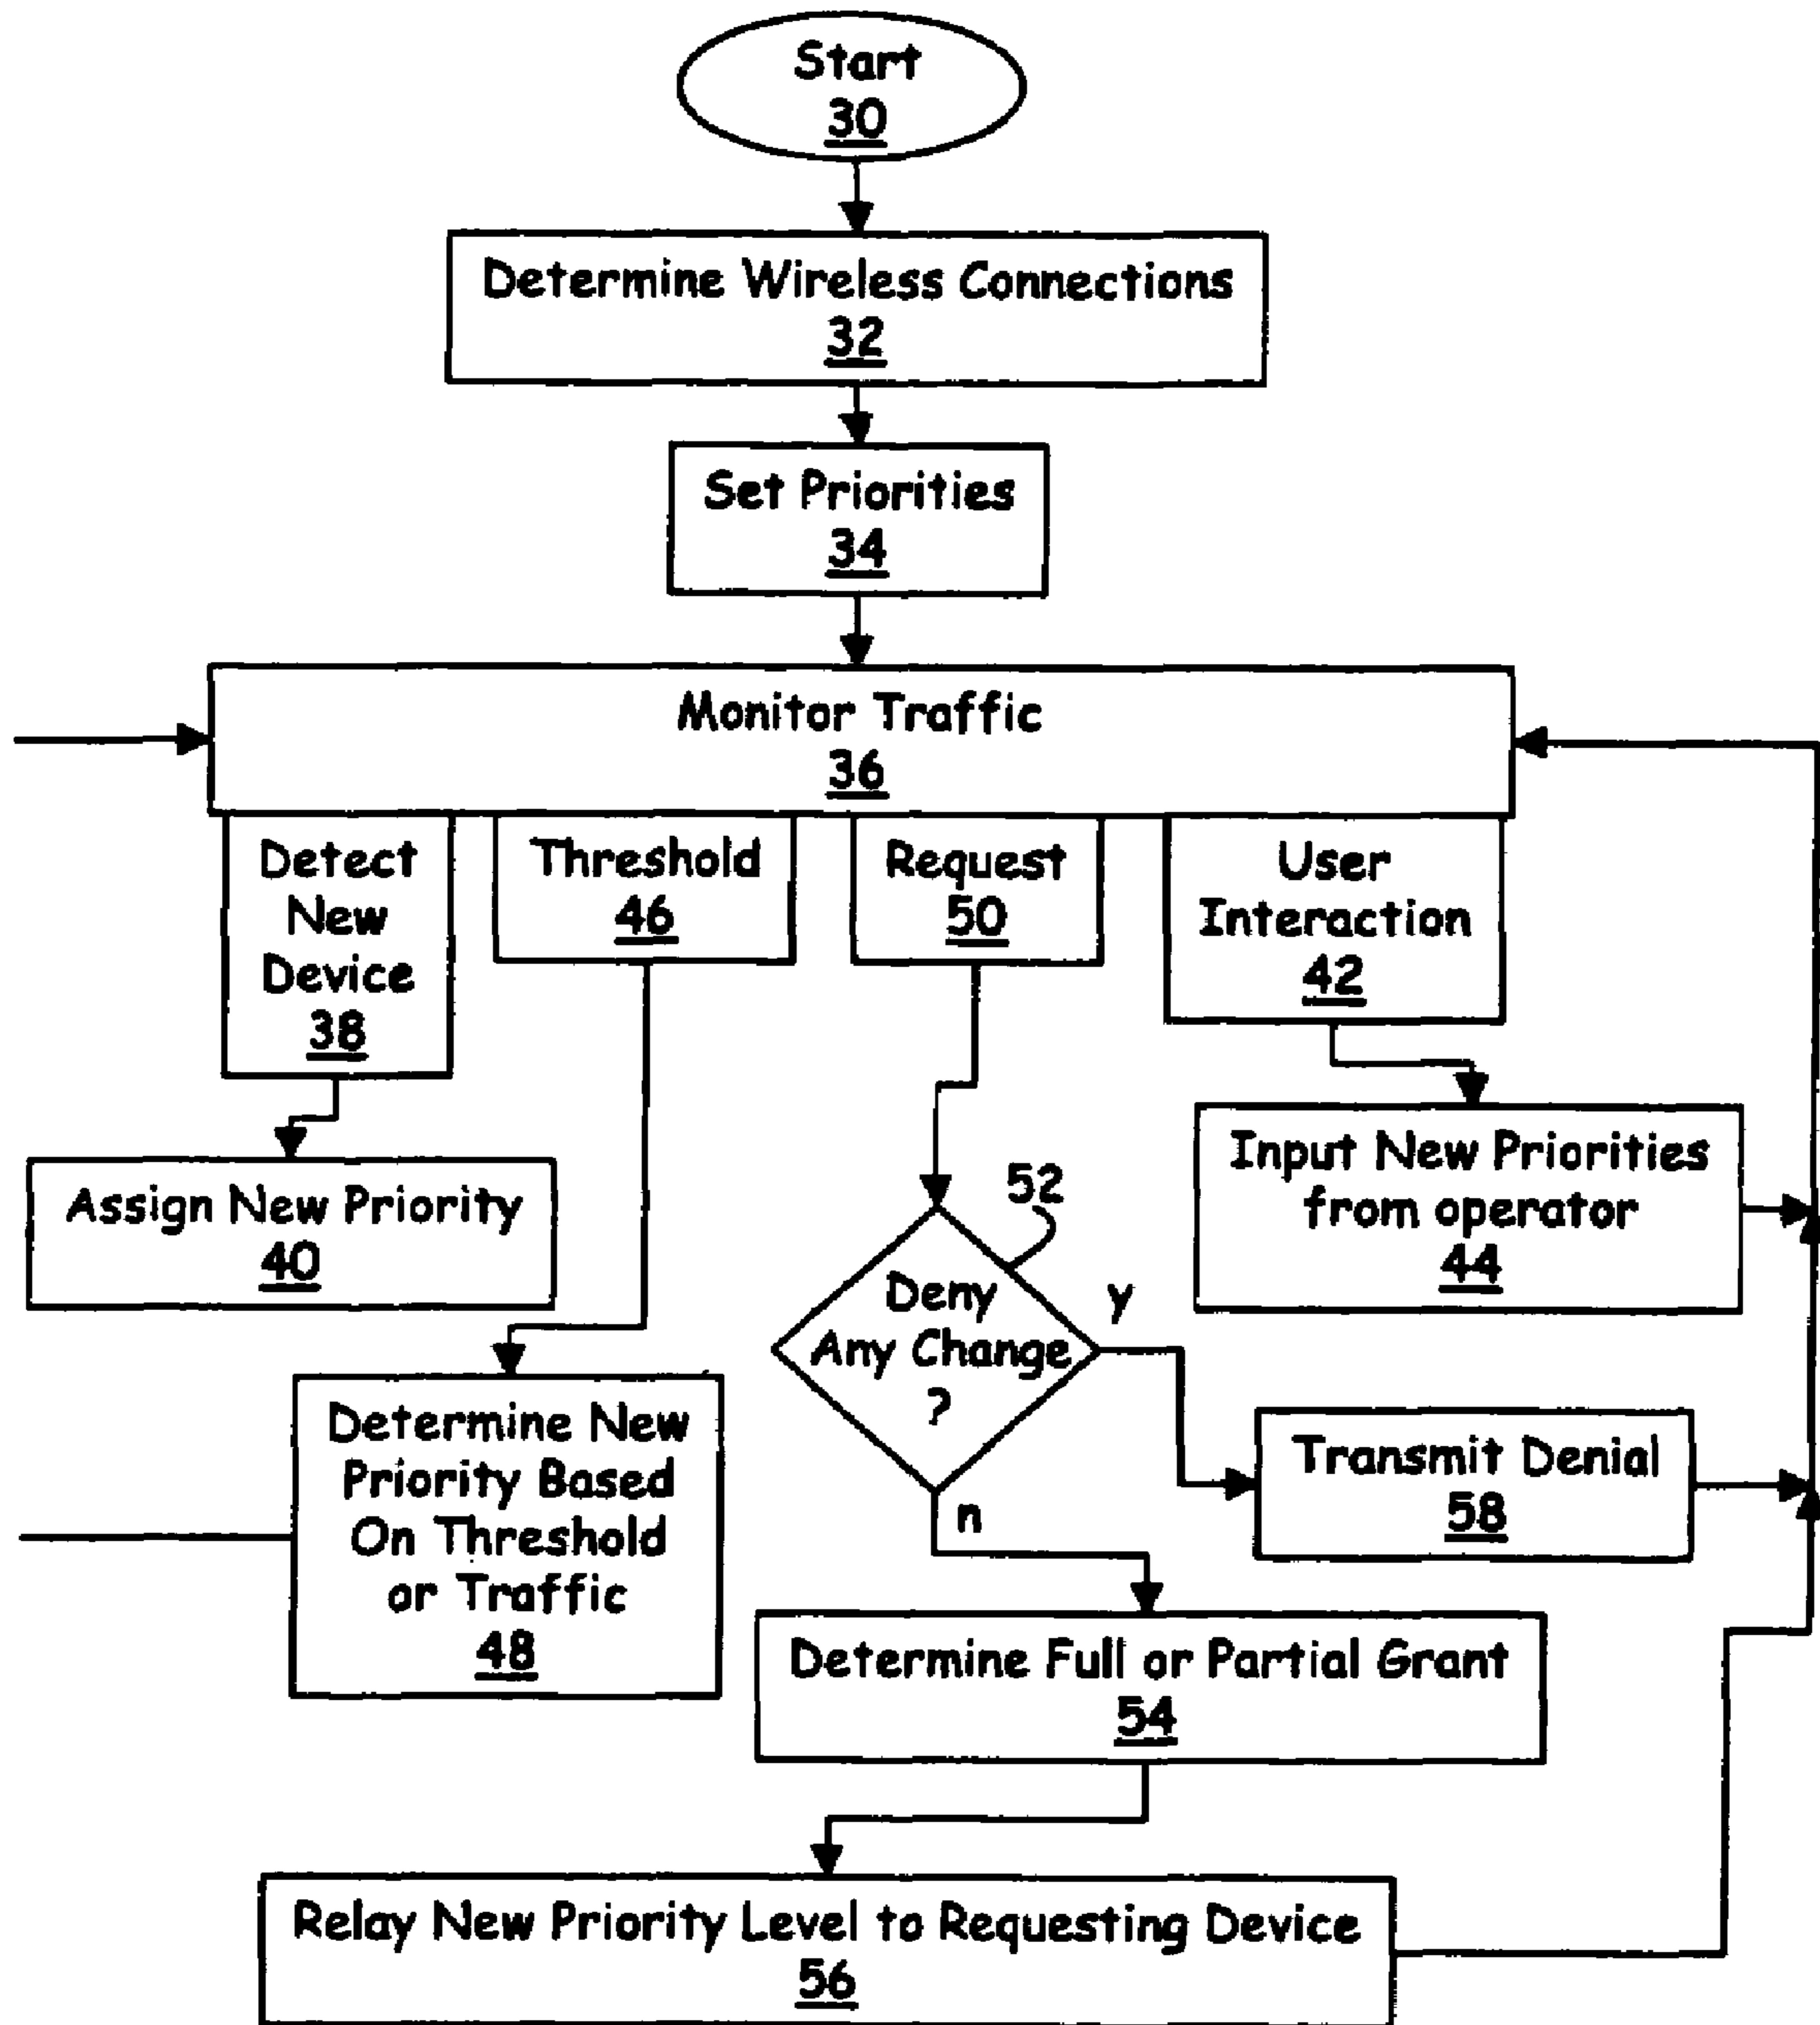 Start
30
Determine Wireless Connections
32
Set Priorities
34
Monitor Traffic
36
Detect
New
Device
38
Threshold
46
Request
50
User
Interaction
42
Assign New Priority
40
Input New Priorities
from operator
44
52
Deny
Any Change
?
y
n
Determine New
Priority Based
On Threshold
or Traffic
48
Transmit Denial
58
Determine Full or Partial Grant
54
Relay New Priority Level to Requesting Device
56